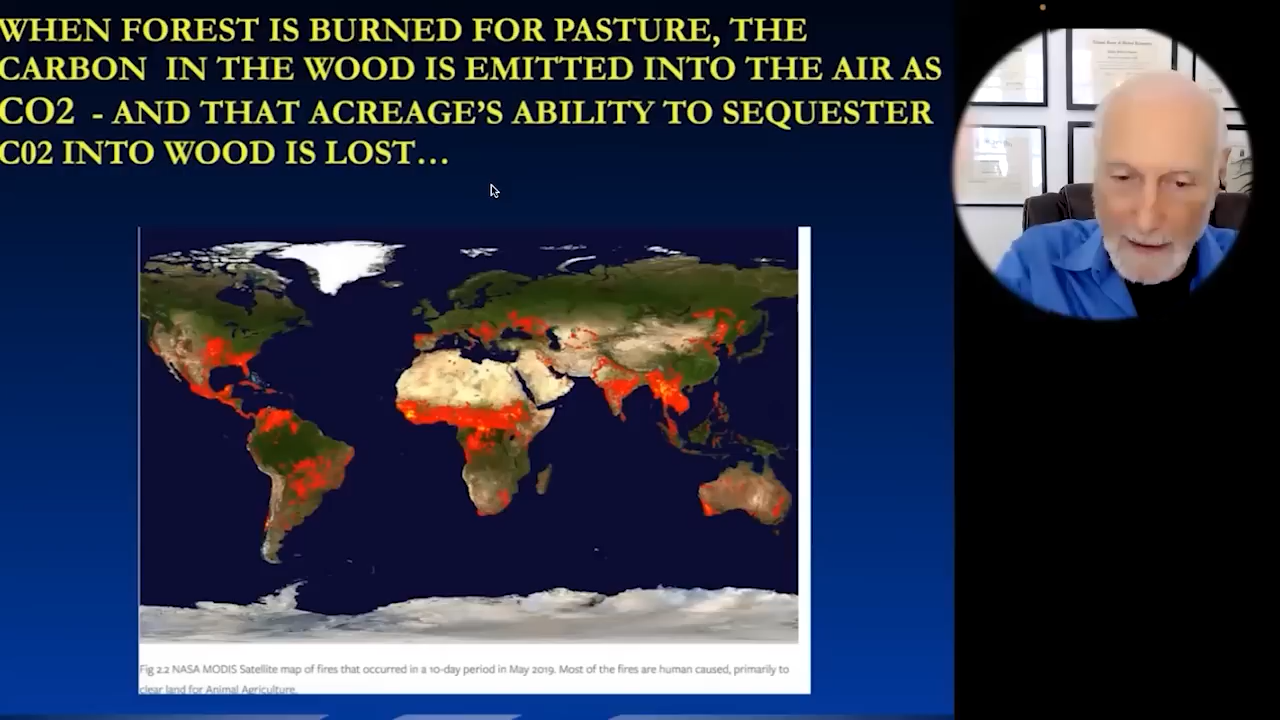 WHEN FOREST IS BURNED FOR PASTURE, THE
CARBON IN THE WOOD IS EMITTED INTO THE AIR AS
CO2 - AND THAT ACREAGE'S ABILITY TO SEQUESTER
C02 INTO WOOD IS LOST…
Fig 2.2 NASA MODIS Satellite map of fires that occurred in a 10-day period in May 2019. Most of the fires are human caused, primarily to
clear land for Animal Agriculture.